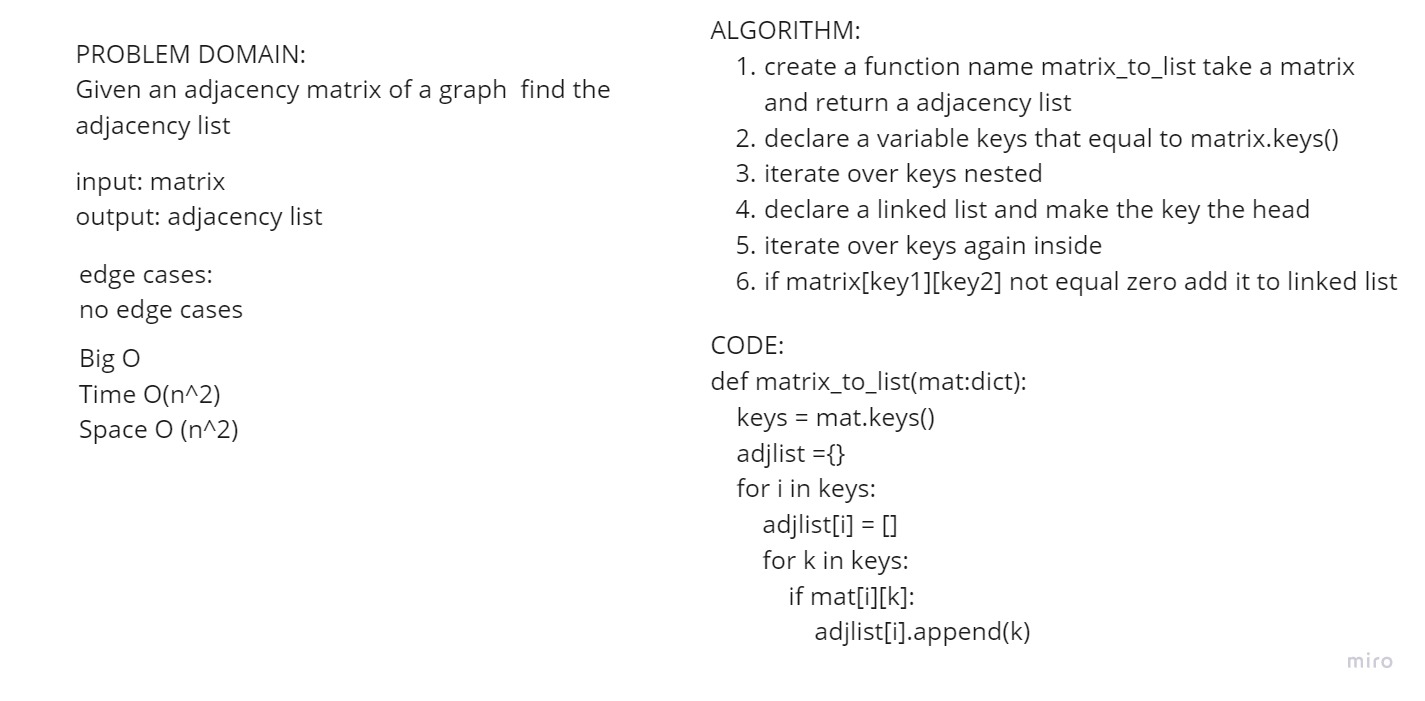 PROBLEM DOMAIN:
Given an adjacency matrix of a graph  find the
adjacency list
input: matrix
output: adjacency list
edge cases:
no edge cases
Big O
Time O(n^2)
Space O (n^2)
ALGORITHM:
1. create a function name matrix_to_list take a matrix
and return a adjacency list
2. declare a variable keys that equal to matrix.keys()
3. iterate over keys nested
4. declare a linked list and make the key the head
5. iterate over keys again inside
6. if matrix[key1][key2] not equal zero add it to linked list
CODE:
def matrix_to_list(mat:dict):
    keys = mat.keys()
    adjlist ={}
    for i in keys:
        adjlist[i] = []
        for k in keys:
            if mat[i][k]:
                adjlist[i].append(k)
miro